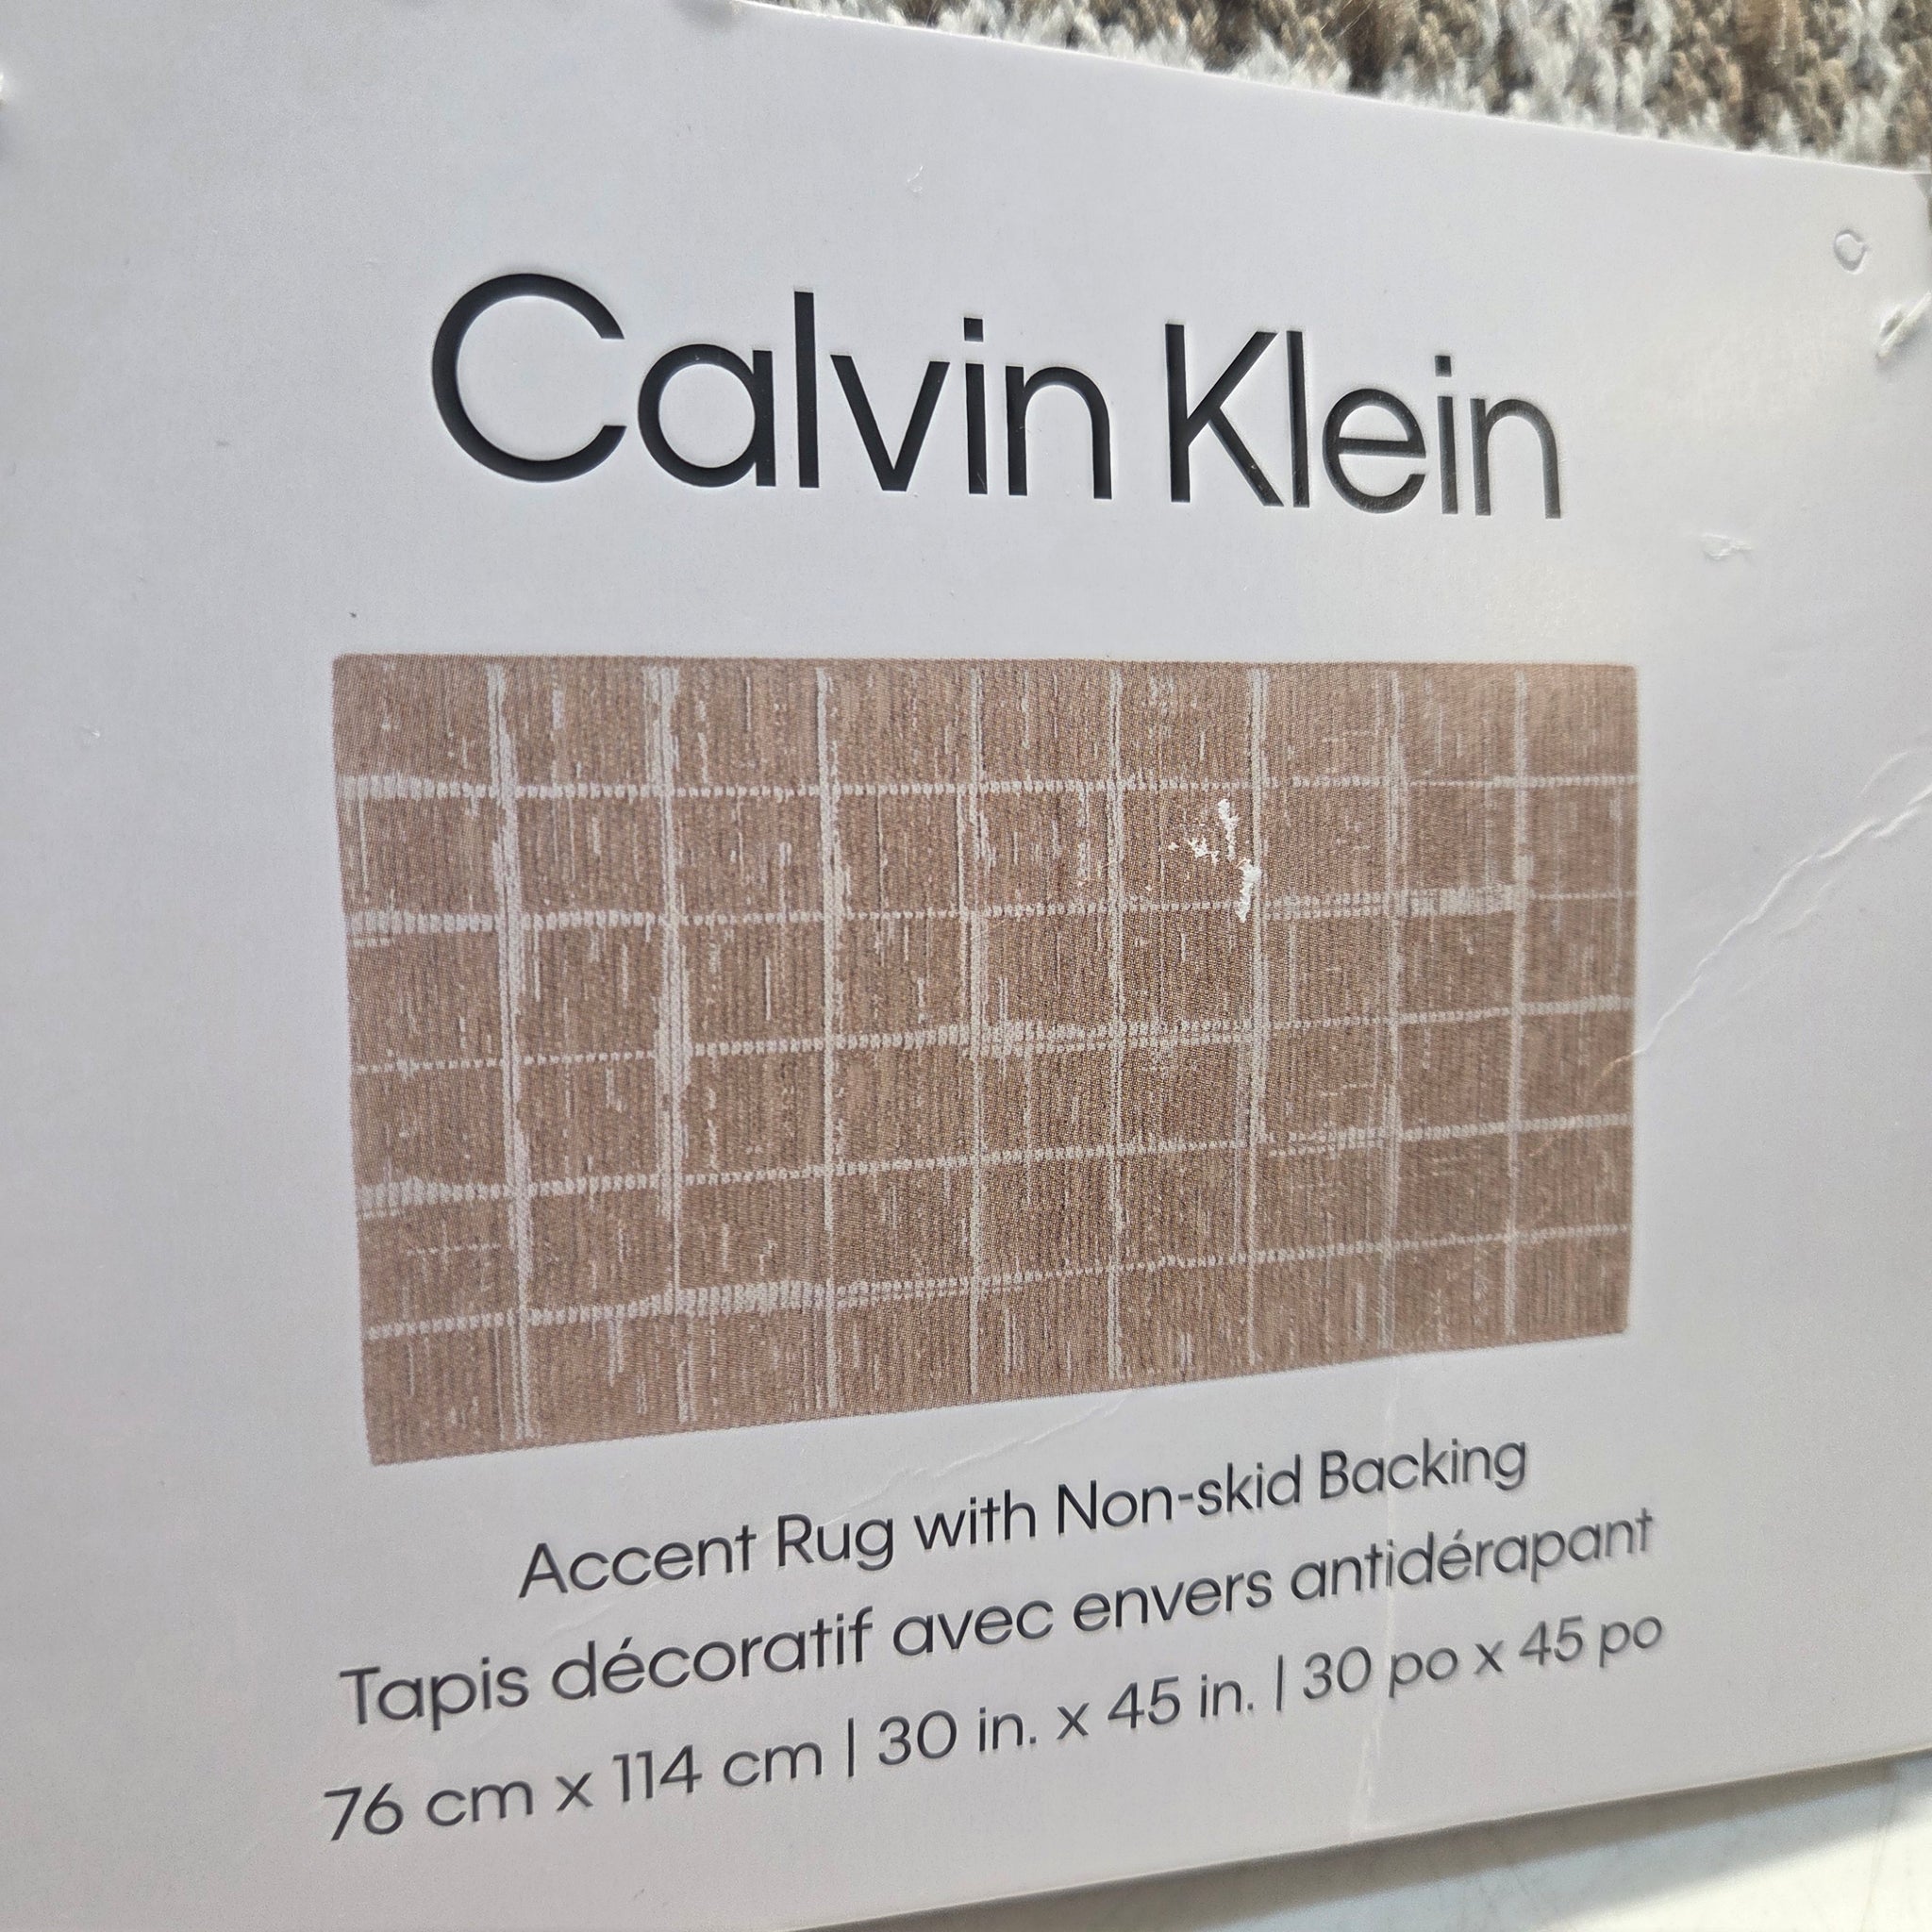 Calvin Klein
Accent Rug with Non-skid Backing
Tapis décoratif avec envers antidérapant
76 cm x 114 cm | 30 in. x 45 in. | 30 po x 45 po